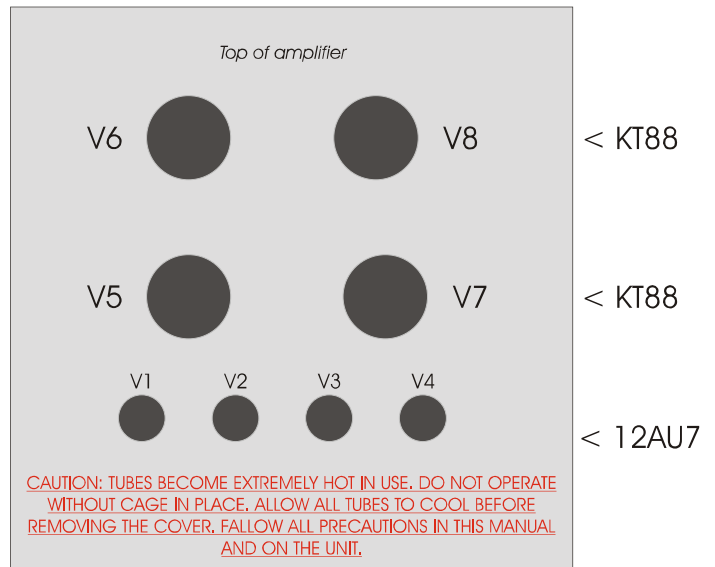 Top of amplifier
V6 V8 < KT88
V5 V7 < KT88
V1 V2 V3 V4
< 12AU7
CAUTION: TUBES BECOME EXTREMELY HOT IN USE. DO NOT OPERATE
WITHOUT CAGE IN PLACE. ALLOW ALL TUBES TO COOL BEFORE
REMOVING THE COVER. FALLOW ALL PRECAUTIONS IN THIS MANUAL
AND ON THE UNIT.